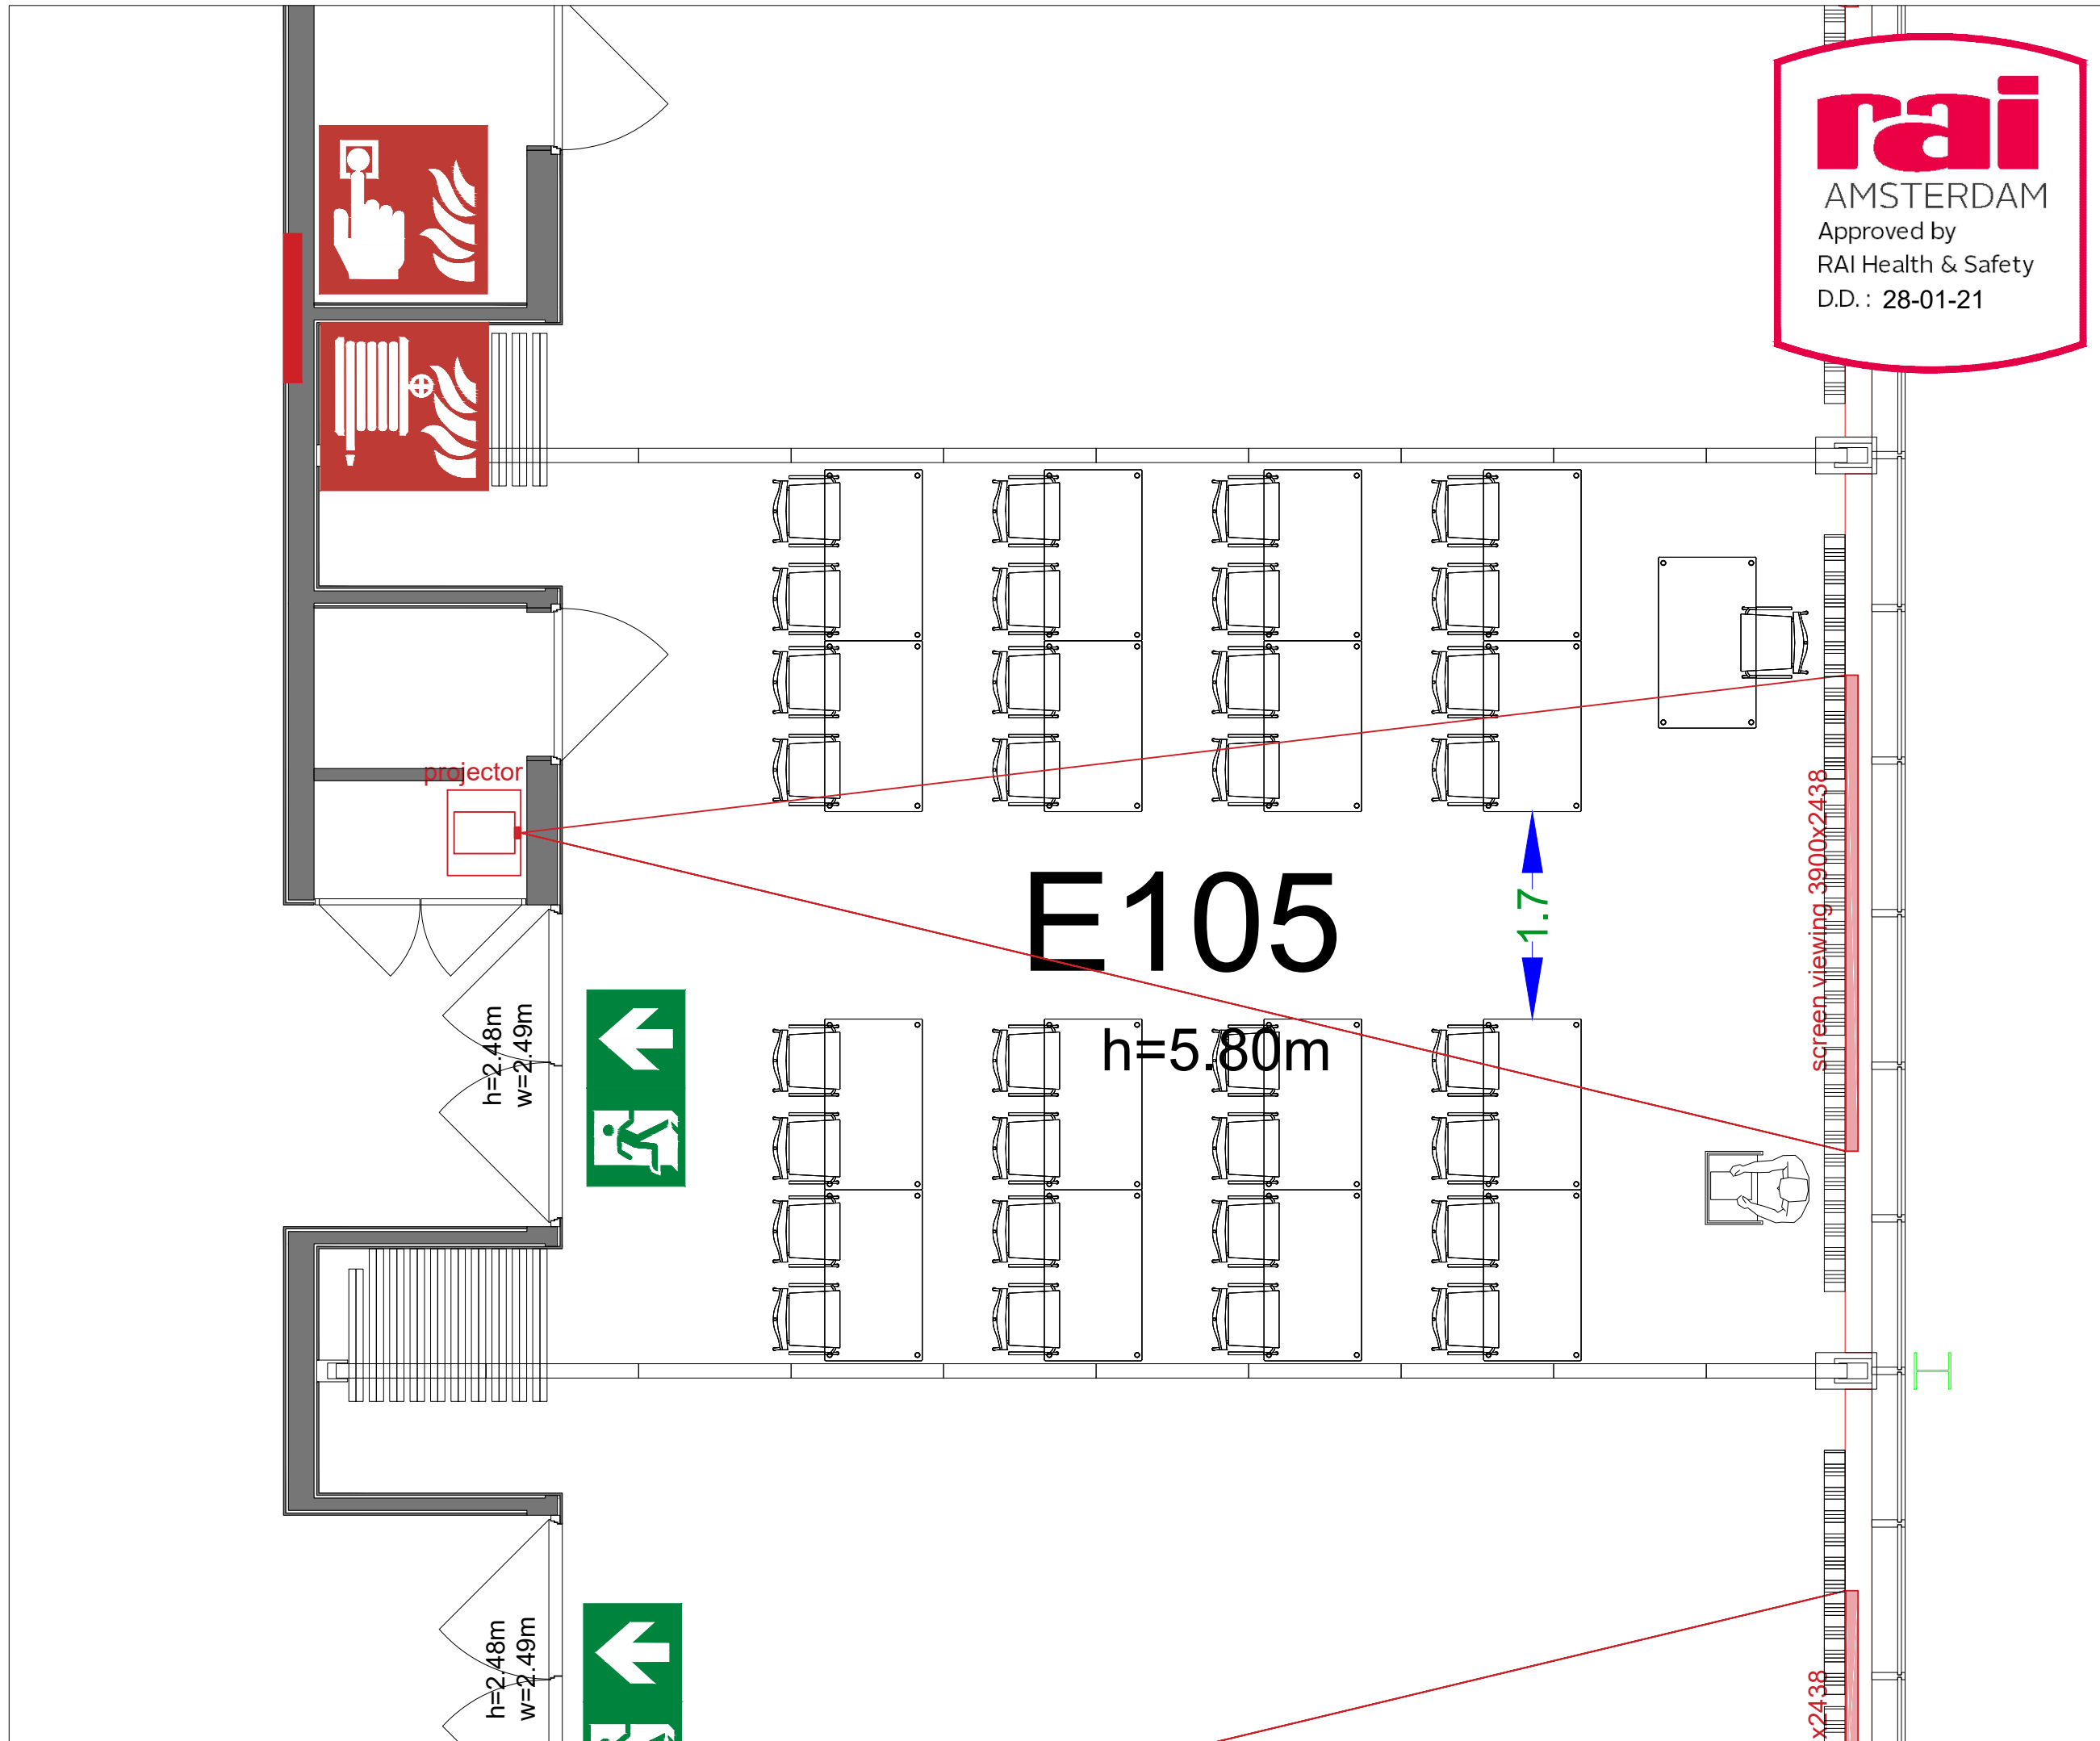 rai
AMSTERDAM
Approved by
RAI Health & Safety
D.D. : 28-01-21
projector
E105
h=5.80m
1.7
screen viewing 3900x2438
h=2.48m
w=2.49m
h=2.48m
w=2.49m
x2438